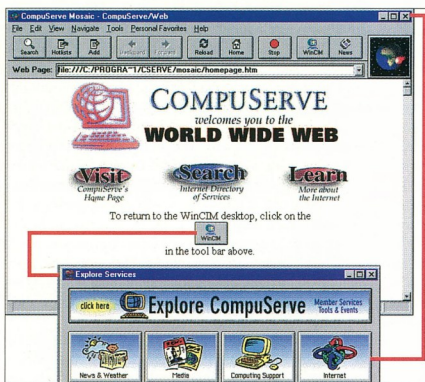 CompuServe Mosaic - CompuServe/Web
File Edit View Navigate Tools Personal Favorites Help
Search Hotlists Add Backward Forward Reload Home Stop WinCIM News
Web Page: file:///C:/PROGRA~1/CSERVE/mosaic/homepage.htm
COMPUSERVE
welcomes you to the
WORLD WIDE WEB
Visit Search Learn
CompuServe's Internet Directory More about
Home Page of Services the Internet
To return to the WinCIM desktop, click on the
WinCIM
in the tool bar above.
Explore Services
click here Explore CompuServe Member Services
Tools & Events
News & Weather Media Computing Support Internet